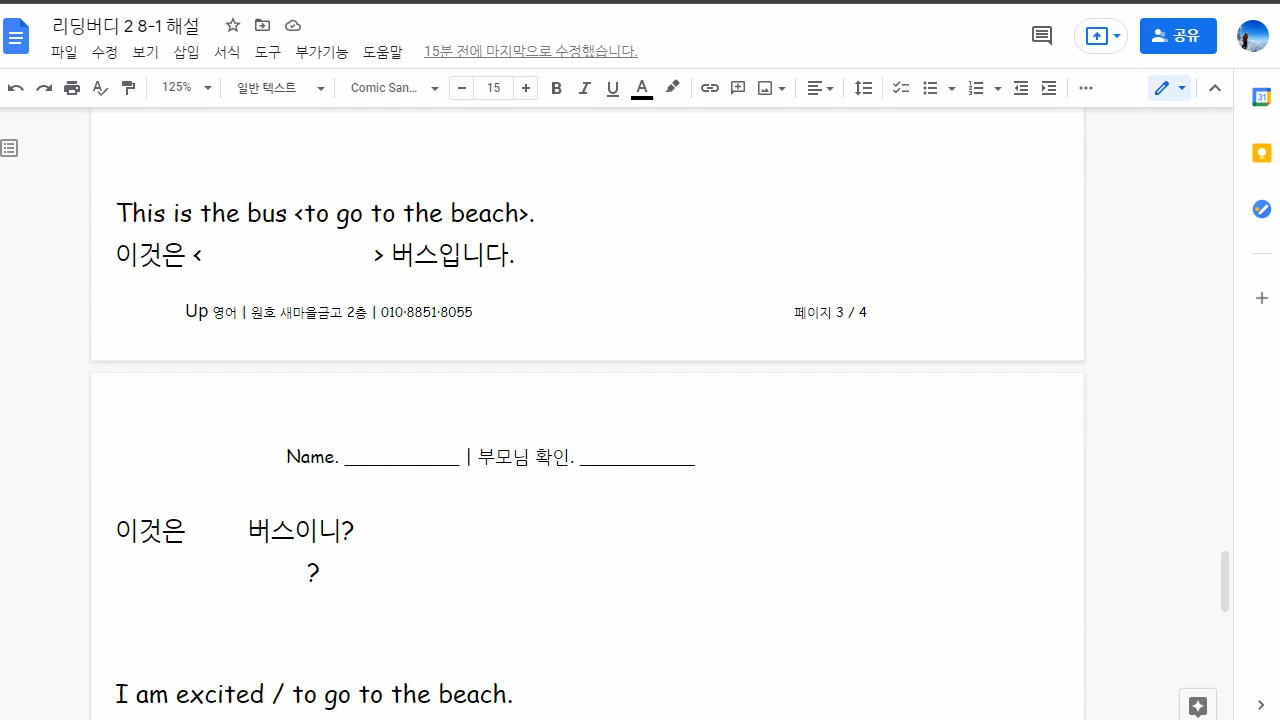 리딩버디 2 8-1 해설
파일 수정 보기 삽입 서식 도구 부가기능 도움말 15분 전에 마지막으로 수정했습니다.
공유
125% 일반 텍스트 Comic San... 15
This is the bus <to go to the beach>.
이것은 < > 버스입니다.
Up 영어 | 원호 새마을금고 2층 | 010·8851·8055 페이지 3 / 4
Name. ____________ | 부모님 확인. ____________
이것은 버스이니?
?
I am excited / to go to the beach.